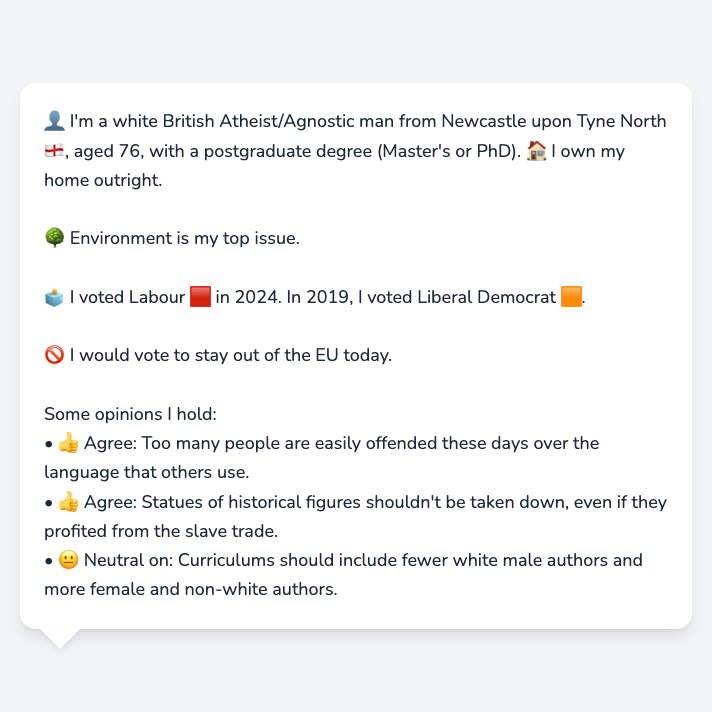 👤 I'm a white British Atheist/Agnostic man from Newcastle upon Tyne North
🏴󠁧󠁢󠁥󠁮󠁧󠁿, aged 76, with a postgraduate degree (Master's or PhD). 🏠 I own my
home outright.
🌳 Environment is my top issue.
🗳️ I voted Labour 🟥 in 2024. In 2019, I voted Liberal Democrat 🟧.
🚫 I would vote to stay out of the EU today.
Some opinions I hold:
• 👍 Agree: Too many people are easily offended these days over the
language that others use.
• 👍 Agree: Statues of historical figures shouldn't be taken down, even if they
profited from the slave trade.
• 😐 Neutral on: Curriculums should include fewer white male authors and
more female and non-white authors.